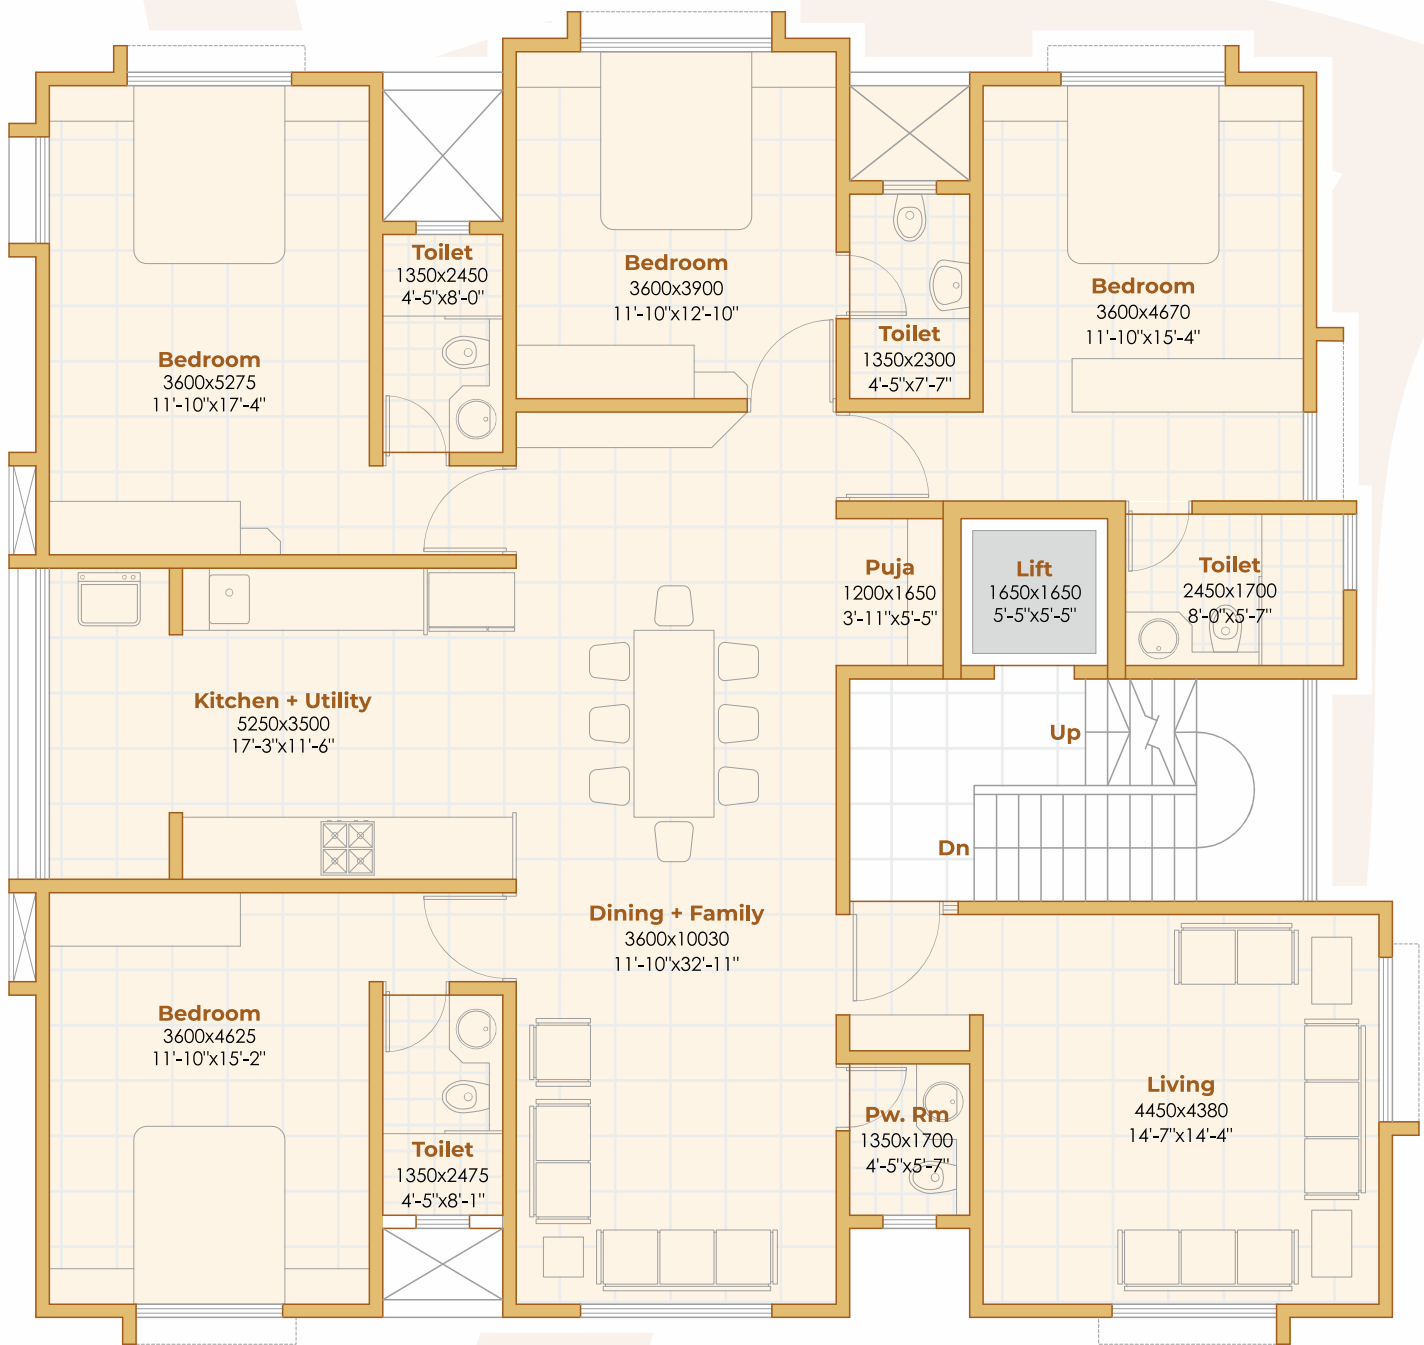 Toilet
1350x2450
4'-5"x8'-0"
Bedroom
3600x3900
11'-10"x12'-10"
Bedroom
3600x4670
11'-10"x15'-4"
Toilet
1350x2300
4'-5"x7'-7"
Bedroom
3600x5275
11'-10"x17'-4"
Puja
1200x1650
3'-11"x5'-5"
Lift
1650x1650
5'-5"x5'-5"
Toilet
2450x1700
8'-0"x5'-7"
Kitchen + Utility
5250x3500
17'-3"x11'-6"
Up
Dn
Dining + Family
3600x10030
11'-10"x32'-11"
Bedroom
3600x4625
11'-10"x15'-2"
Living
4450x4380
14'-7"x14'-4"
Pw. Rm
1350x1700
4'-5"x5'-7"
Toilet
1350x2475
4'-5"x8'-1"